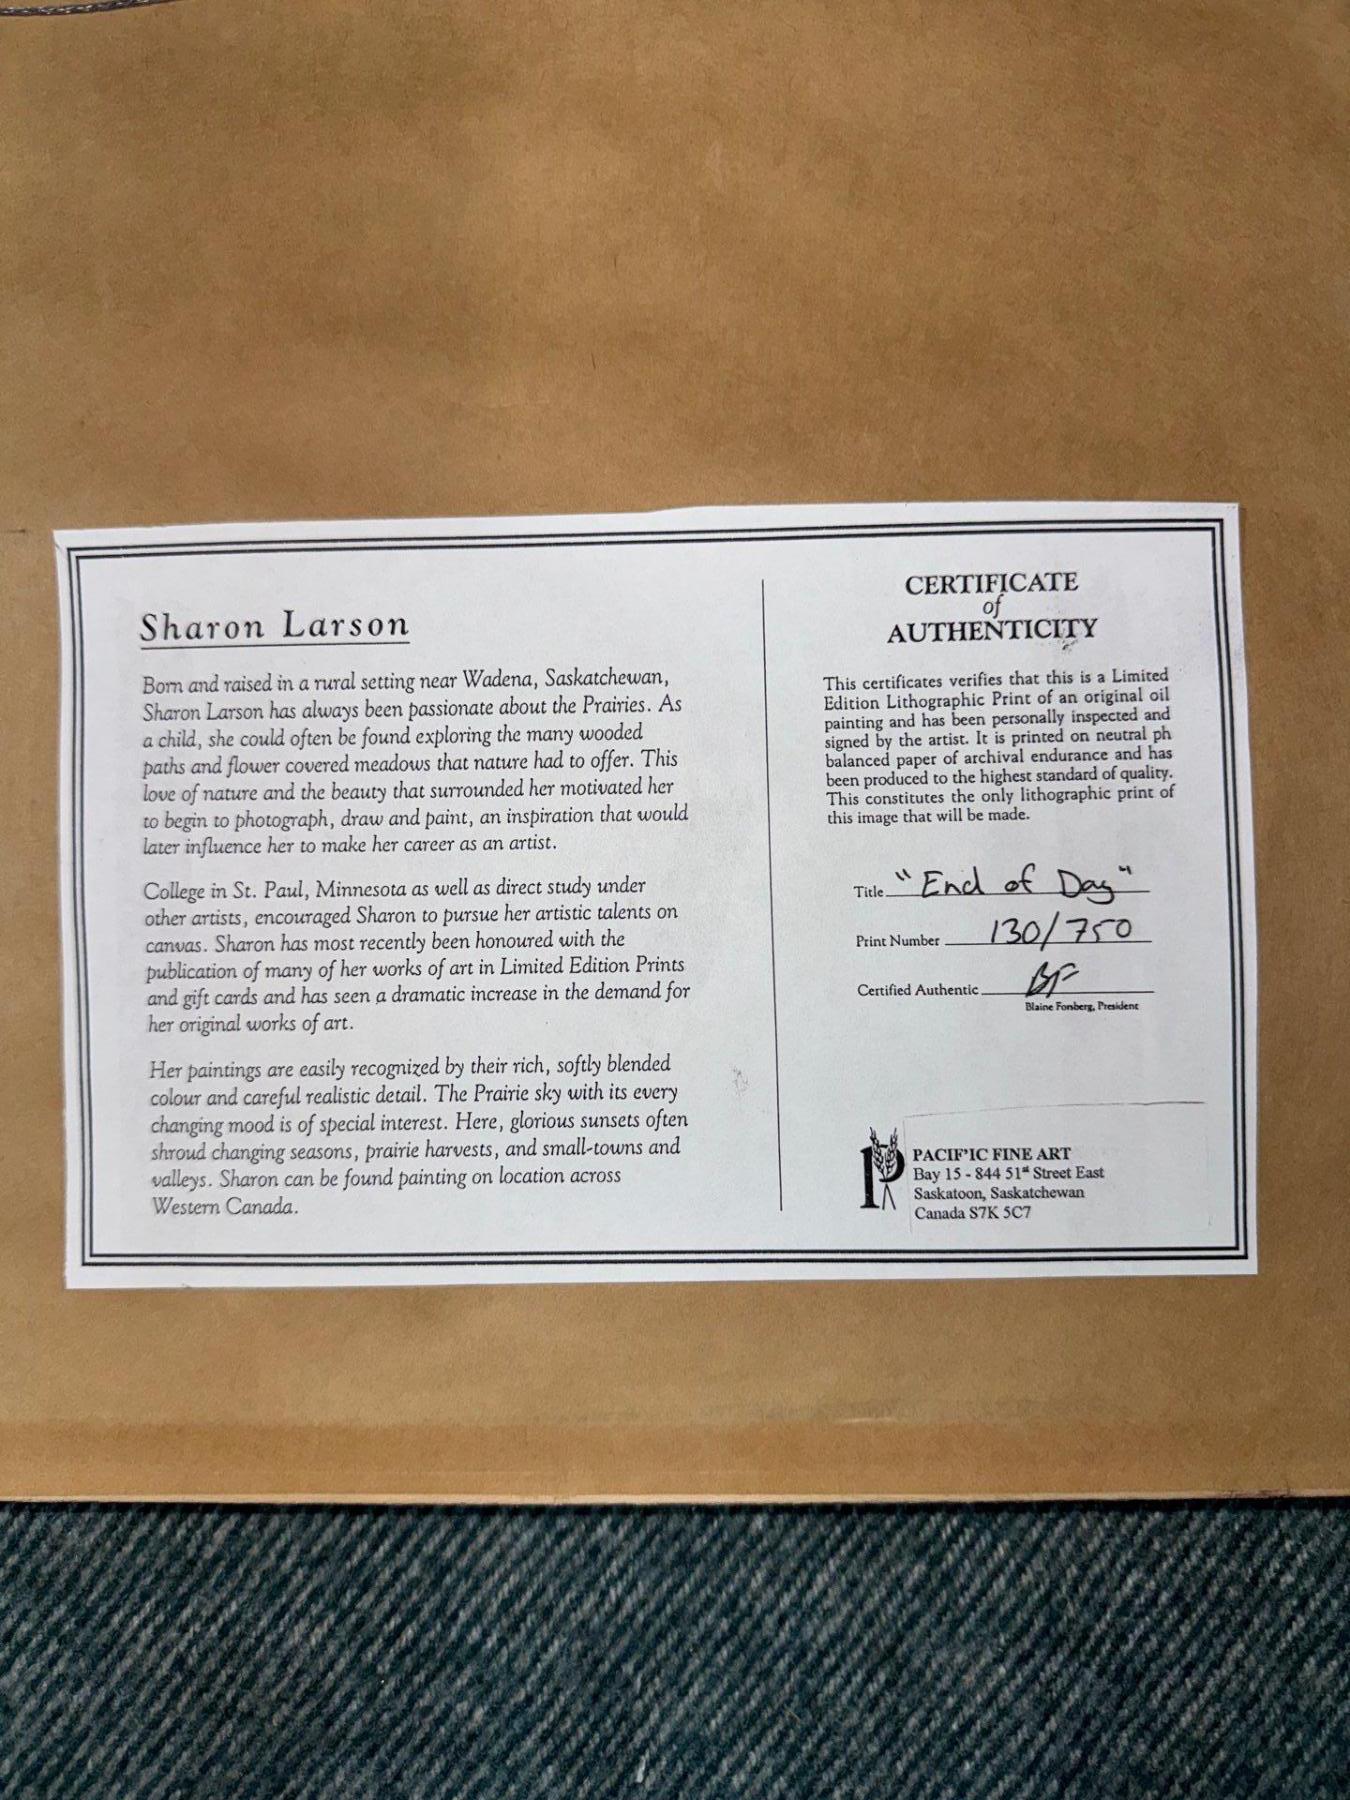 Sharon Larson
Born and raised in a rural setting near Wadena, Saskatchewan,
Sharon Larson has always been passionate about the Prairies. As
a child, she could often be found exploring the many wooded
paths and flower covered meadows that nature had to offer. This
love of nature and the beauty that surrounded her motivated her
to begin to photograph, draw and paint, an inspiration that would
later influence her to make her career as an artist.
College in St. Paul, Minnesota as well as direct study under
other artists, encouraged Sharon to pursue her artistic talents on
canvas. Sharon has most recently been honoured with the
publication of many of her works of art in Limited Edition Prints
and gift cards and has seen a dramatic increase in the demand for
her original works of art.
Her paintings are easily recognized by their rich, softly blended
colour and careful realistic detail. The Prairie sky with its every
changing mood is of special interest. Here, glorious sunsets often
shroud changing seasons, prairie harvests, and small-towns and
valleys. Sharon can be found painting on location across
Western Canada.
CERTIFICATE
of
AUTHENTICITY
This certificates verifies that this is a Limited
Edition Lithographic Print of an original oil
painting and has been personally inspected and
signed by the artist. It is printed on neutral ph
balanced paper of archival endurance and has
been produced to the highest standard of quality.
This constitutes the only lithographic print of
this image that will be made.
Title "End of Day"
Print Number 130/750
Certified Authentic BF
Blaine Fonberg, President
PACIF'IC FINE ART
Bay 15 - 844 51st Street East
Saskatoon, Saskatchewan
Canada S7K 5C7